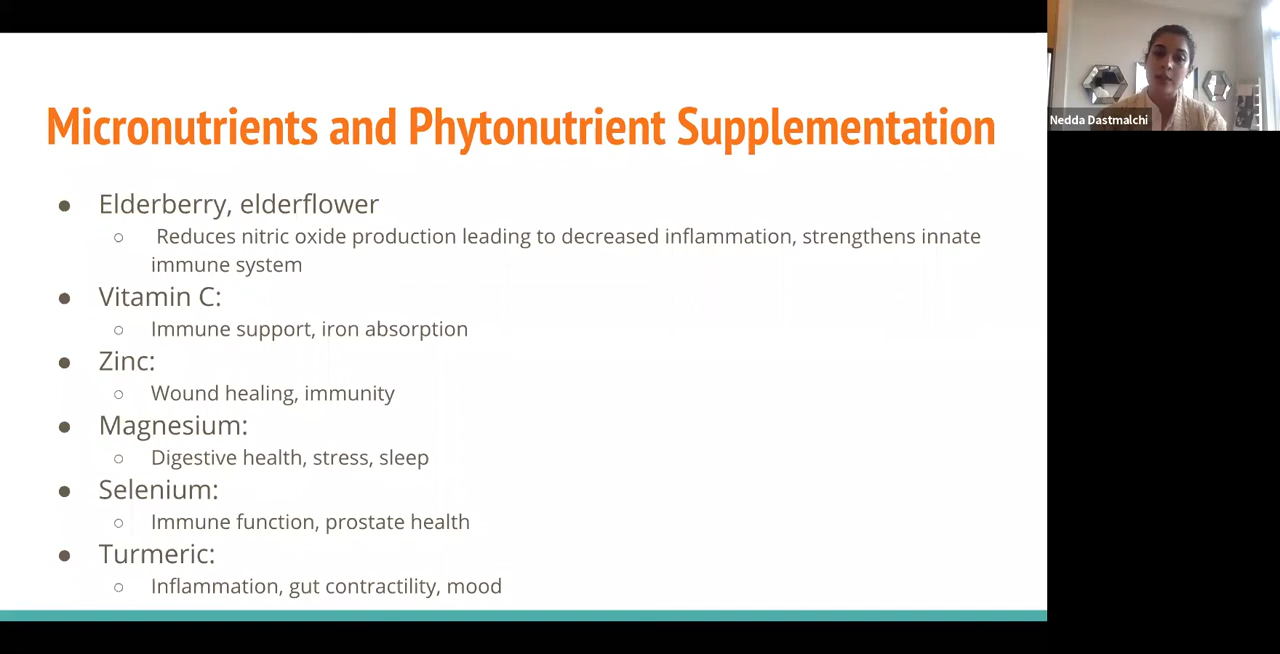 Micronutrients and Phytonutrient Supplementation
● Elderberry, elderflower
○ Reduces nitric oxide production leading to decreased inflammation, strengthens innate
immune system
● Vitamin C:
○ Immune support, iron absorption
● Zinc:
○ Wound healing, immunity
● Magnesium:
○ Digestive health, stress, sleep
● Selenium:
○ Immune function, prostate health
● Turmeric:
○ Inflammation, gut contractility, mood
Nedda Dastmalchi